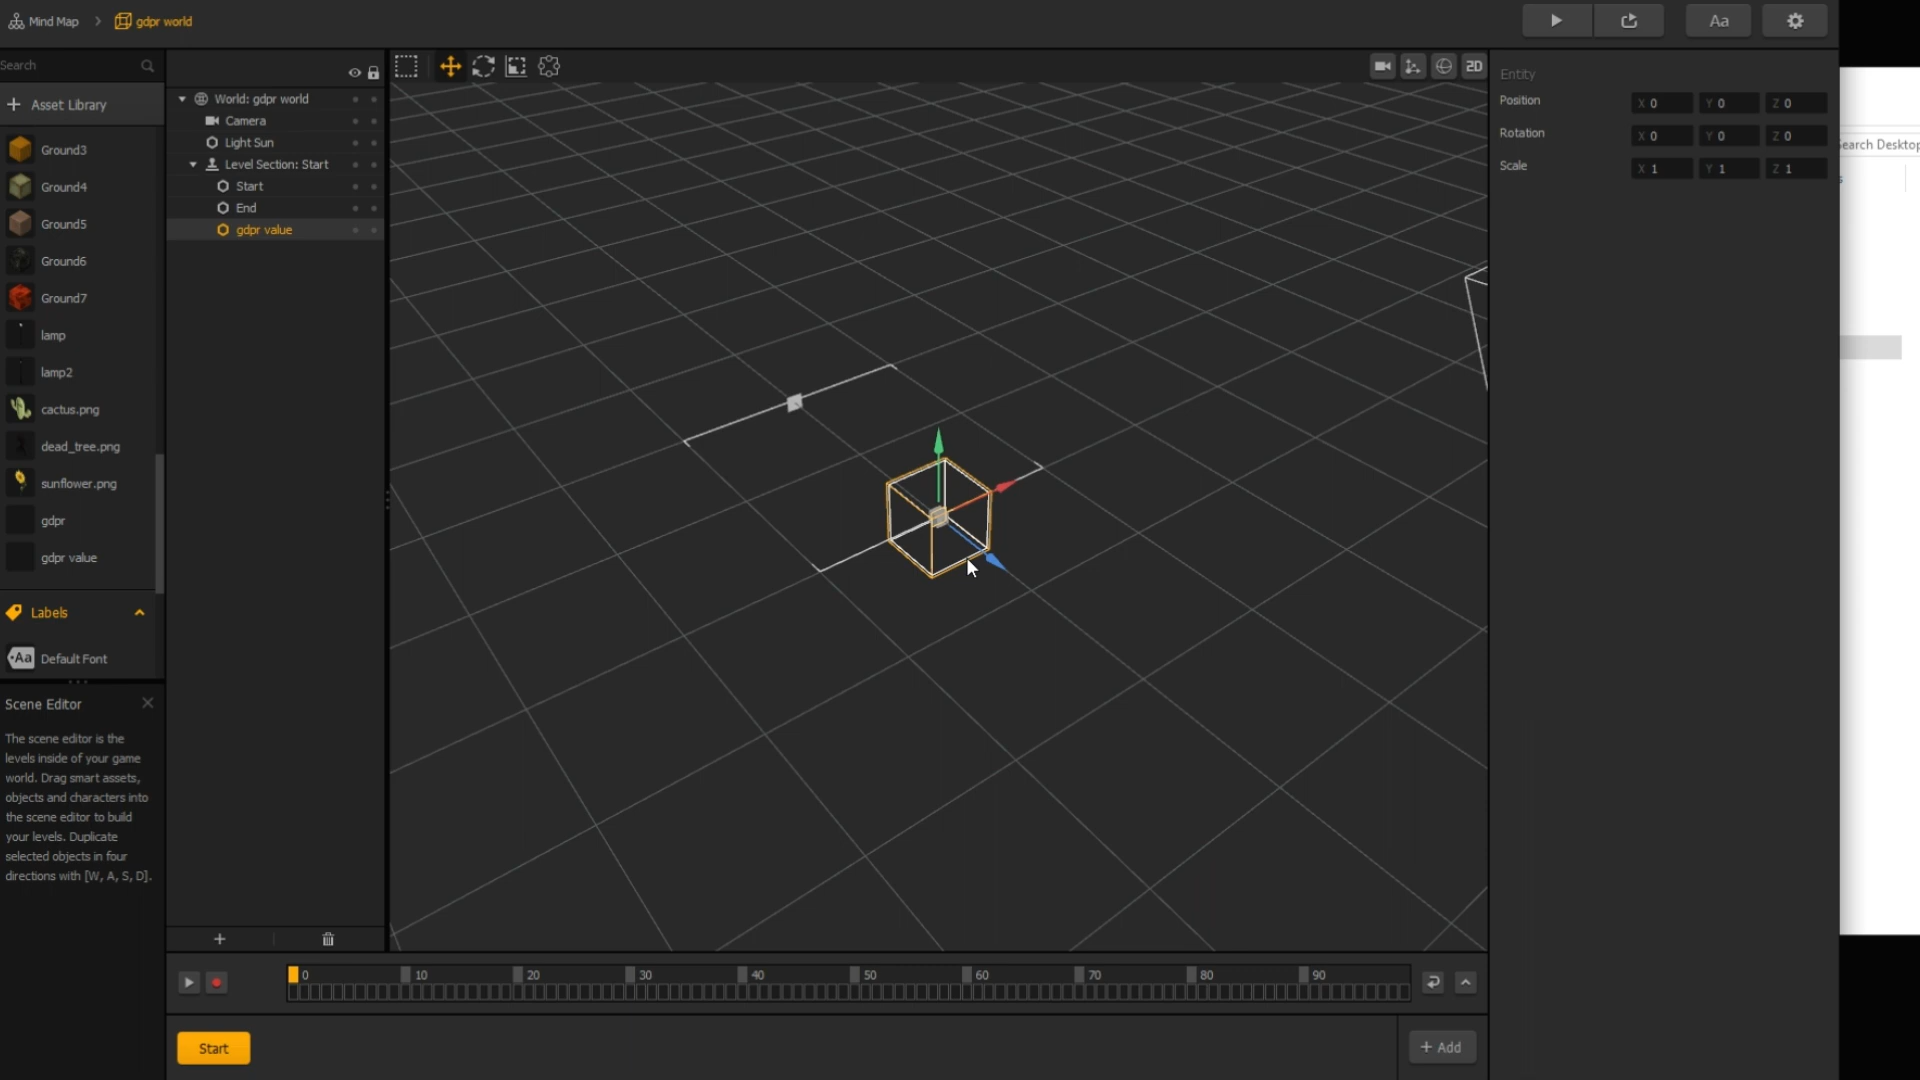 Mind Map
gdpr world
Aa
Search
Asset Library
Ground3
Ground4
Ground5
Ground6
Ground7
lamp
lamp2
cactus.png
dead_tree.png
sunflower.png
gdpr
gdpr value
Labels
Aa Default Font
Scene Editor
The scene editor is the
levels inside of your game
world. Drag smart assets,
objects and characters into
the scene editor to build
your levels. Duplicate
selected objects in four
directions with [W, A, S, D].
World: gdpr world
Camera
Light Sun
Level Section: Start
Start
End
gdpr value
2D
Entity
Position X 0 Y 0 Z 0
Rotation X 0 Y 0 Z 0
Scale X 1 Y 1 Z 1
earch Desktop
0 10 20 30 40 50 60 70 80 90
Start
+ Add